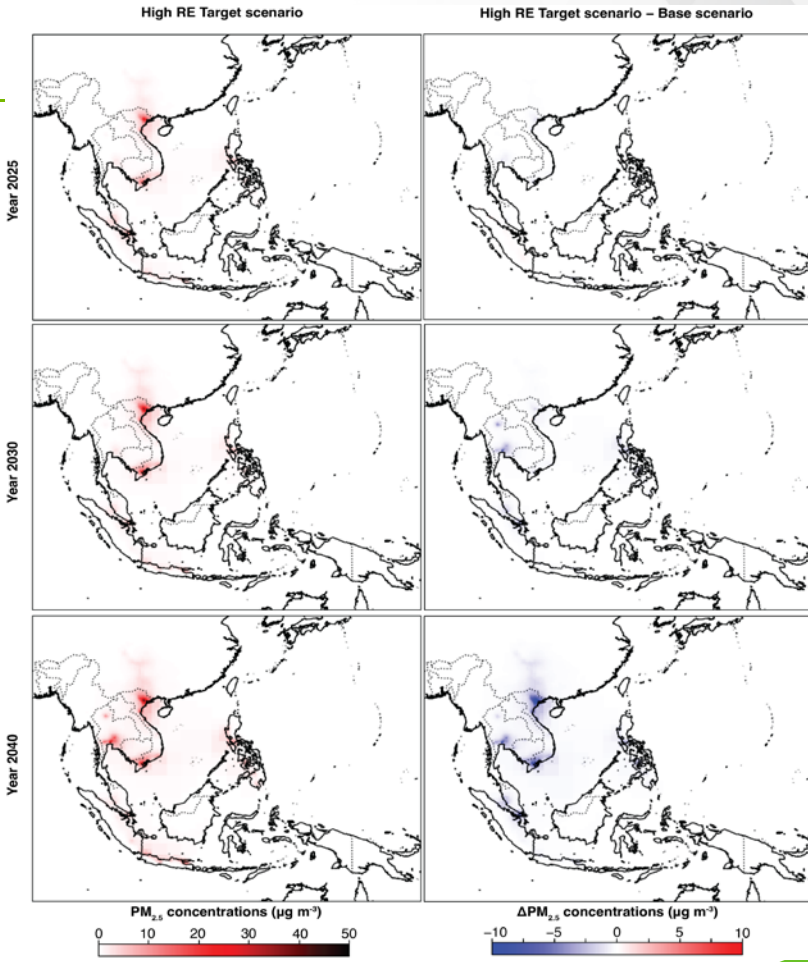 High RE Target scenario
High RE Target scenario – Base scenario
Year 2025
Year 2030
Year 2040
PM2.5 concentrations (µg m-3)
0 10 20 30 40 50
ΔPM2.5 concentrations (µg m-3)
−10 −5 0 5 10